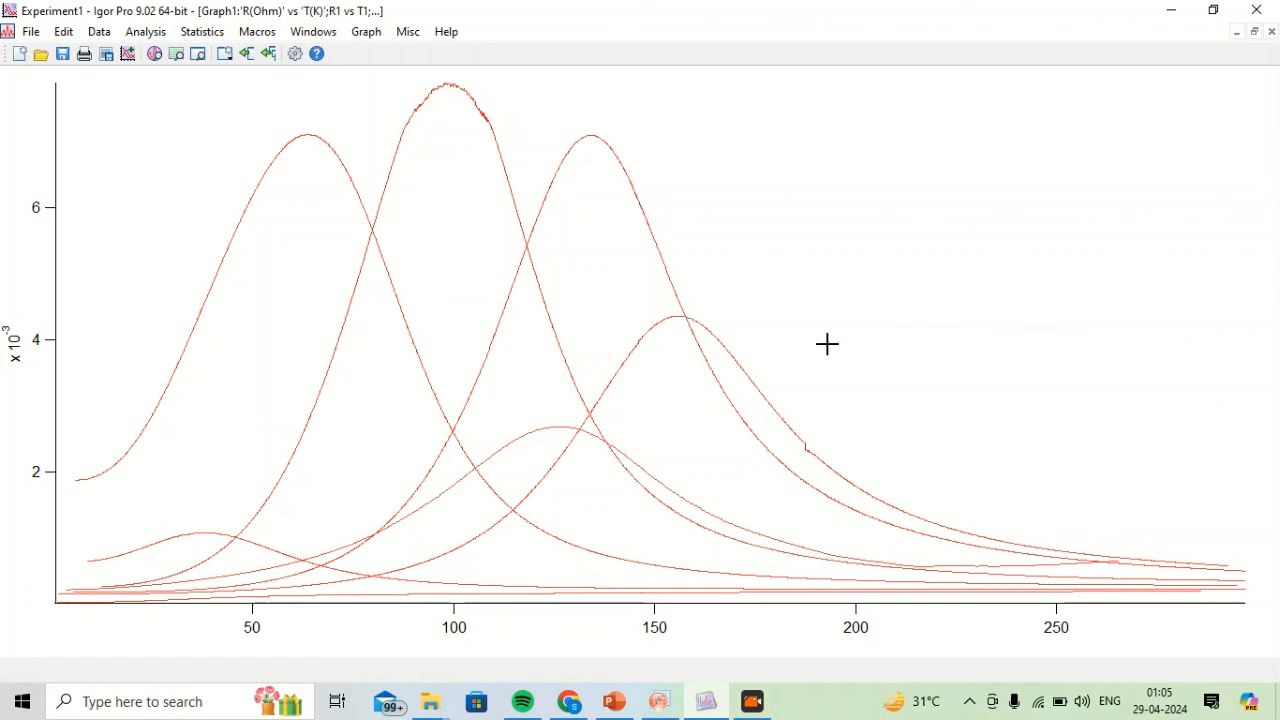 Experiment1 - Igor Pro 9.02 64-bit - [Graph1:'R(Ohm)' vs 'T(K)';R1 vs T1;...]
File Edit Data Analysis Statistics Macros Windows Graph Misc Help
6
4
2
x 10-3
50 100 150 200 250
Type here to search
99+
31°C
ENG
01:05
29-04-2024
PRE